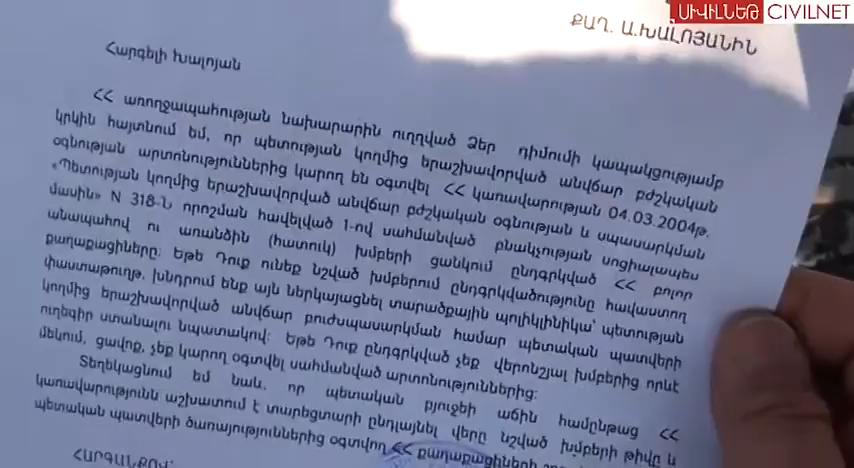 ՍԻՎԻԼՆԵԹ CIVILNET
ՔԱՂ. Ա.ԽԱԼՈՅԱՆԻՆ
Հարգելի Խալոյան
ՀՀ առողջապահության նախարարին ուղղված Ձեր դիմումի կապակցությամբ
կրկին հայտնում եմ, որ պետության կողմից երաշխավորված անվճար բժշկական
օգնության արտոնություններից կարող են օգտվել ՀՀ կառավարության 04.03.2004թ.
«Պետության կողմից երաշխավորված անվճար բժշկական օգնության և սպասարկման
մասին» N 318-Ն որոշման հավելված 1-ով սահմանված բնակչության սոցիալապես
անապահով ու առանձին (հատուկ) խմբերի ցանկում ընդգրկված ՀՀ բոլոր
քաղաքացիները: Եթե Դուք ունեք նշված խմբերում ընդգրկվածությունը հավաստող
փաստաթուղթ, խնդրում ենք այն ներկայացնել տարածքային պոլիկլինիկա՝ պետության
կողմից երաշխավորված անվճար բուժսպասարկման համար պետական պատվերի
ուղեգիր ստանալու նպատակով: Եթե Դուք ընդգրկված չեք վերոնշյալ խմբերից որևէ
մեկում, ցավոք, չեք կարող օգտվել սահմանված արտոնություններից:
Տեղեկացնում եմ նաև, որ պետական բյուջեի աճին համընթաց ՀՀ
կառավարությունն աշխատում է տարեցտարի ընդլայնել վերը նշված խմբերի թիվը և
պետական պատվերի ծառայություններից օգտվող ՀՀ քաղաքացիների
ՀԱՐԳԱՆՔՈՎ՝